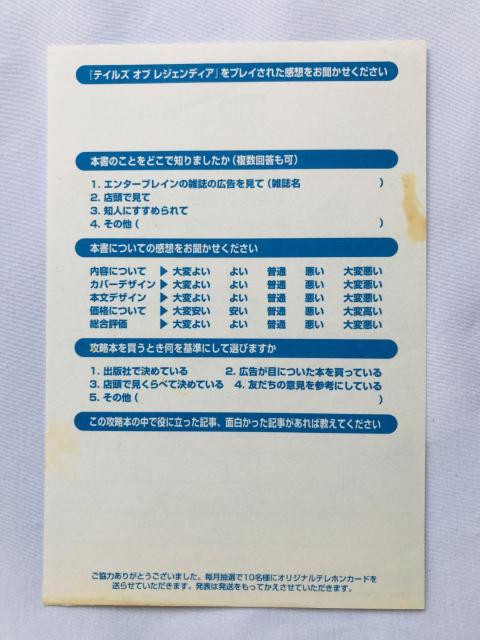 『テイルズ オブ レジェンディア』をプレイされた感想をお聞かせください
本書のことをどこで知りましたか(複数回答も可)
1. エンターブレインの雑誌の広告を見て(雑誌名　　　　　　)
2. 店頭で見て
3. 知人にすすめられて
4. その他(　　　　　　　　　　　　　　　　　　)
本書についての感想をお聞かせください
内容について ▶ 大変よい よい 普通 悪い 大変悪い
カバーデザイン ▶ 大変よい よい 普通 悪い 大変悪い
本文デザイン ▶ 大変よい よい 普通 悪い 大変悪い
価格について ▶ 大変安い 安い 普通 高い 大変高い
総合評価 ▶ 大変よい よい 普通 悪い 大変悪い
攻略本を買うとき何を基準にして選びますか
1. 出版社で決めている 2. 広告が目についた本を買っている
3. 店頭で見くらべて決めている 4. 友だちの意見を参考にしている
5. その他(　　　　　　　　　　　　　　　　　　)
この攻略本の中で役に立った記事、面白かった記事があれば教えてください
ご協力ありがとうございました。毎月抽選で10名様にオリジナルテレホンカードを
送らせていただきます。発表は発送をもってかえさせていただきます。